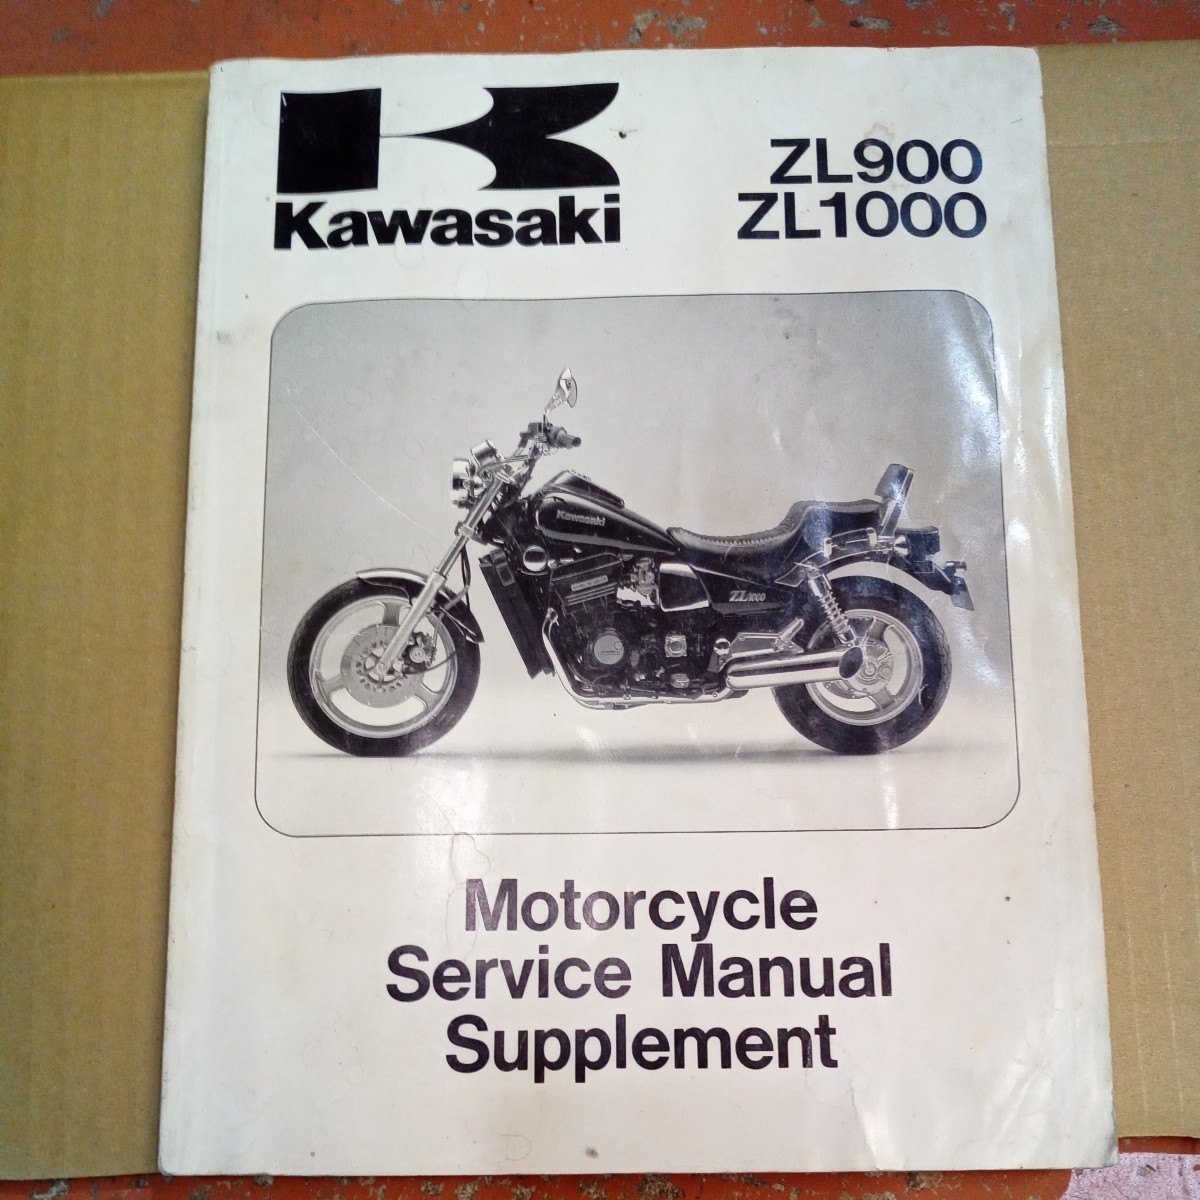 Kawasaki
ZL900
ZL1000
Kawasaki
ZL1000
Motorcycle
Service Manual
Supplement